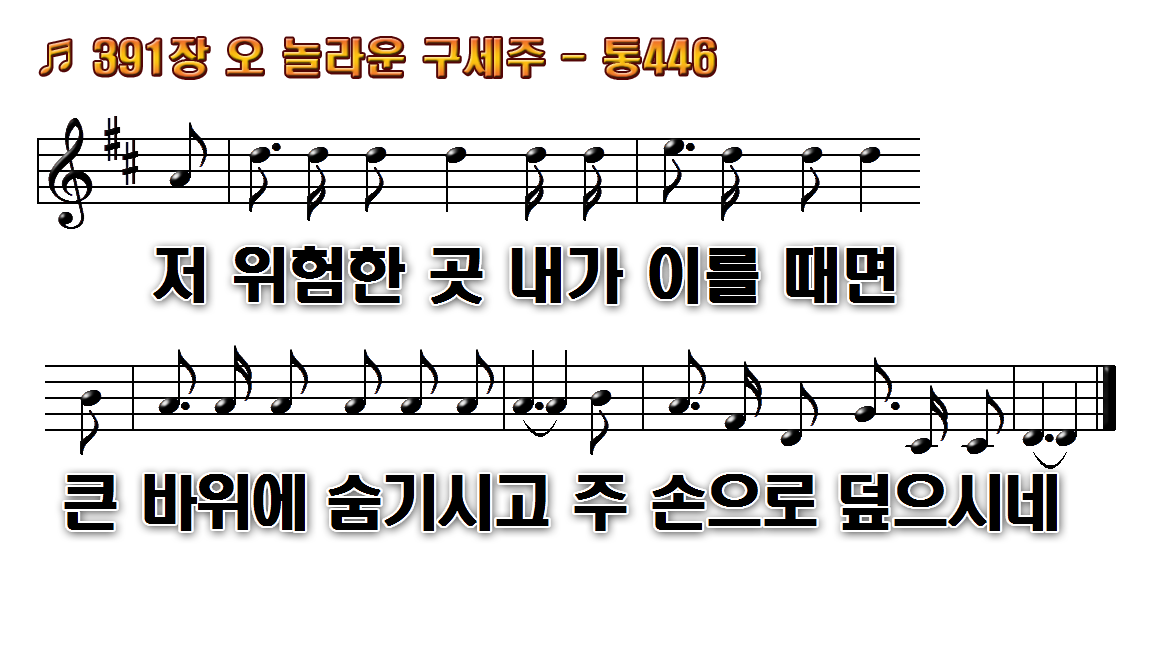 ♬ 391장 오 놀라운 구세주 - 통446
저 위험한 곳 내가 이를 때면
큰 바위에 숨기시고 주 손으로 덮으시네